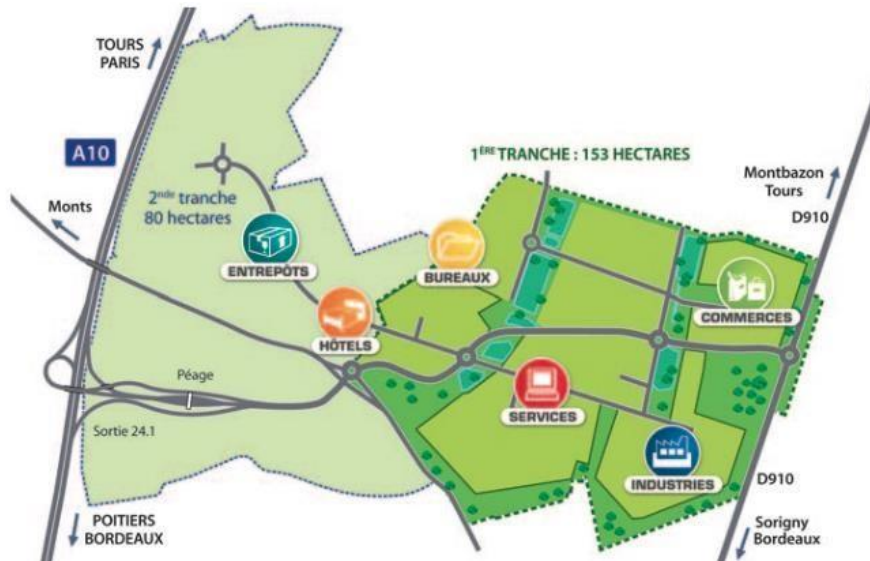 TOURS
PARIS
A10
1ÈRE TRANCHE : 153 HECTARES
Montbazon
Tours
D910
2nde tranche
80 hectares
Monts
ENTREPÔTS
BUREAUX
COMMERCES
HÔTELS
Péage
SERVICES
Sortie 24.1
INDUSTRIES
D910
POITIERS
BORDEAUX
Sorigny
Bordeaux